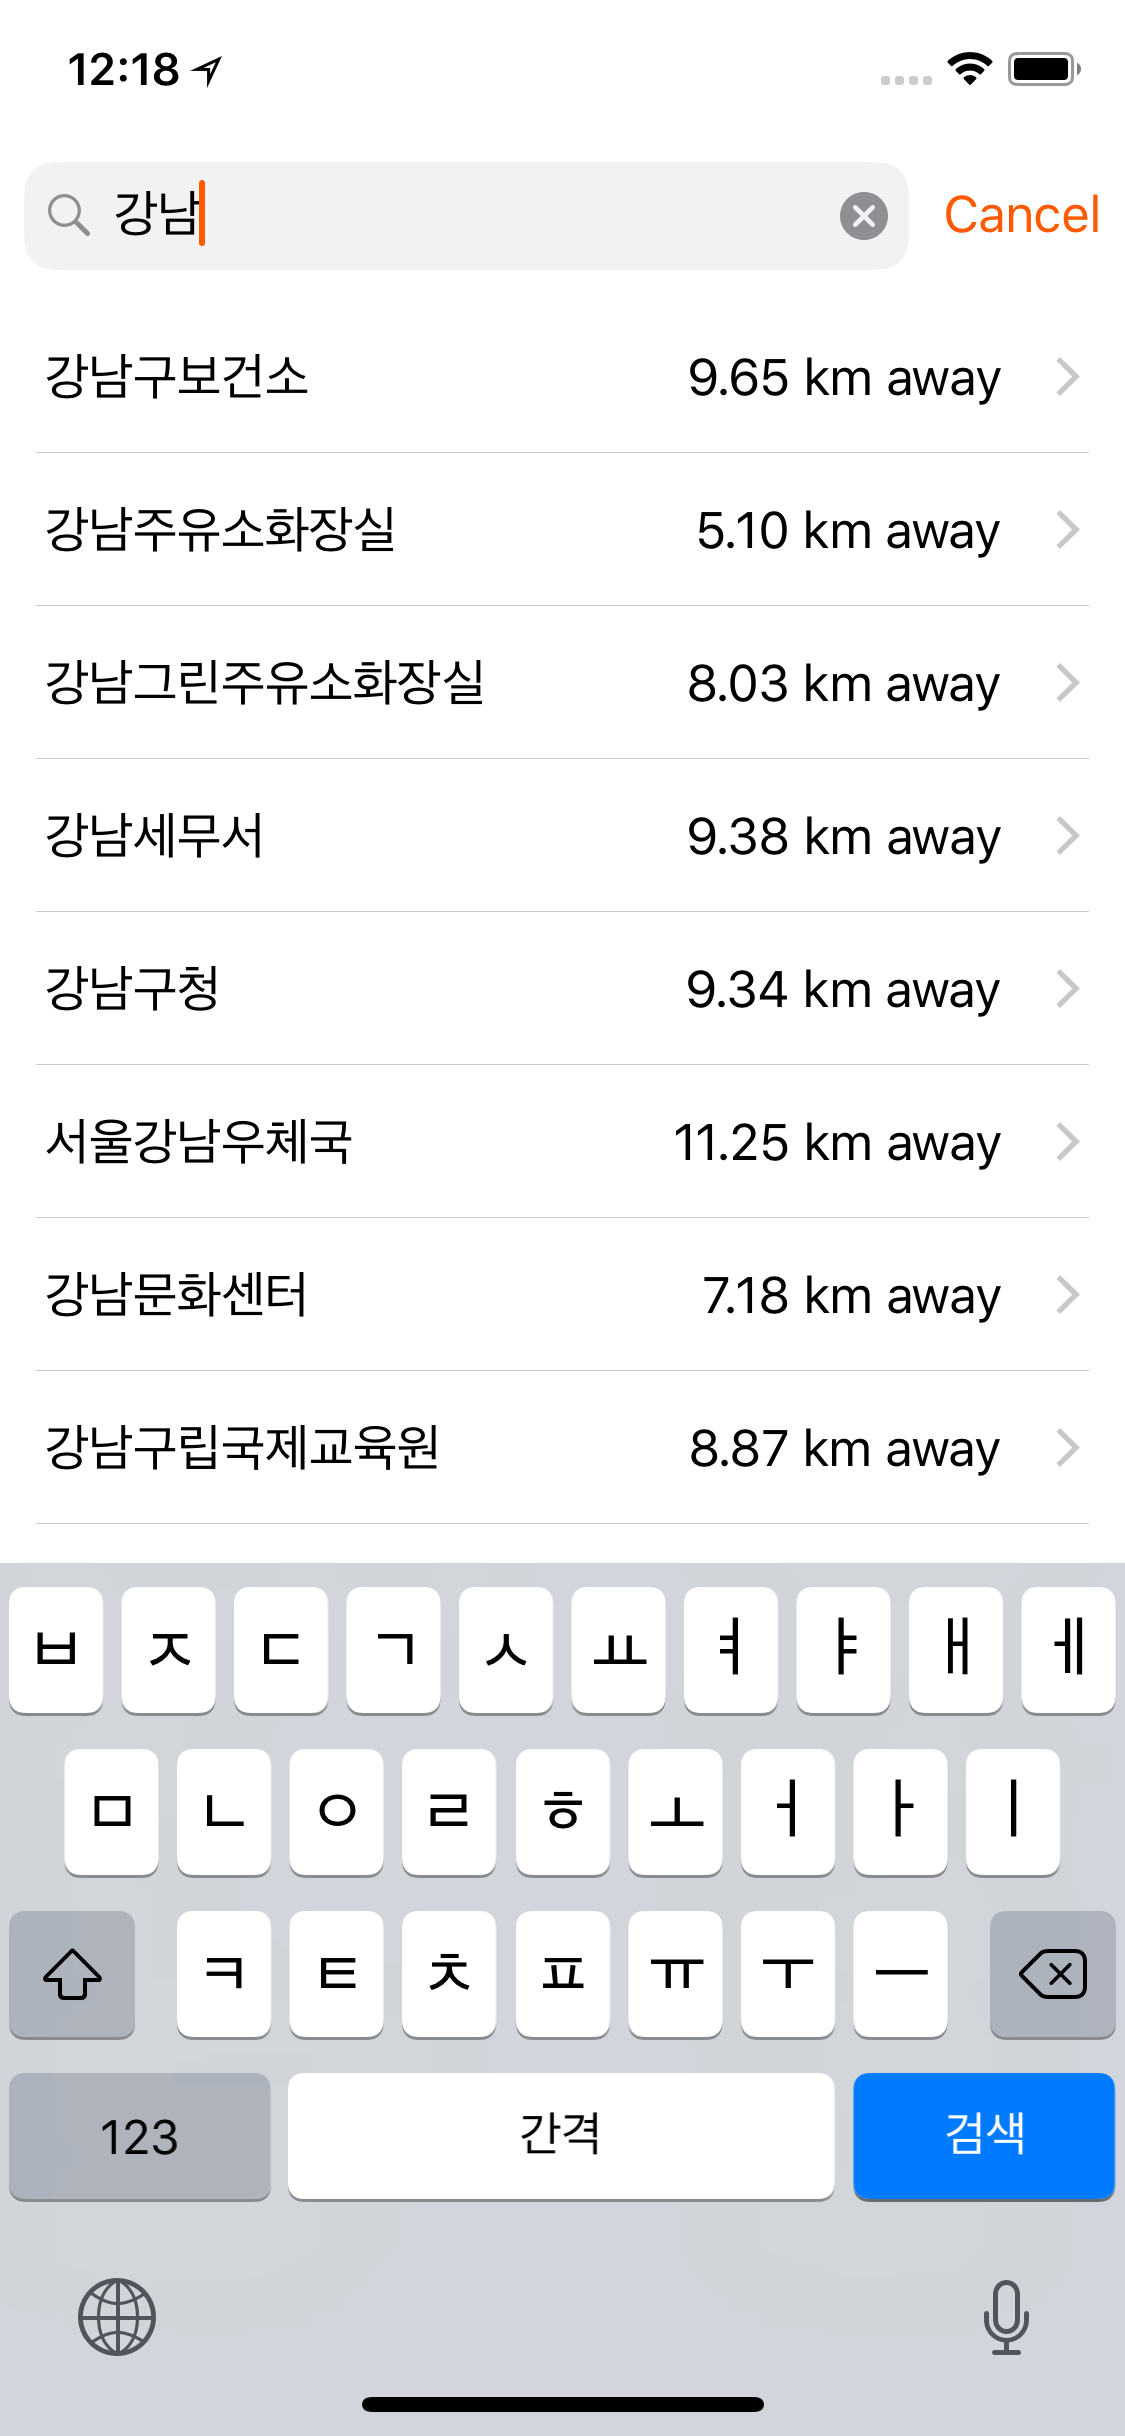 12:18
강남
Cancel
강남구보건소 9.65 km away
강남주유소화장실 5.10 km away
강남그린주유소화장실 8.03 km away
강남세무서 9.38 km away
강남구청 9.34 km away
서울강남우체국 11.25 km away
강남문화센터 7.18 km away
강남구립국제교육원 8.87 km away
ㅂ ㅈ ㄷ ㄱ ㅅ ㅛ ㅕ ㅑ ㅐ ㅔ
ㅁ ㄴ ㅇ ㄹ ㅎ ㅗ ㅓ ㅏ ㅣ
ㅋ ㅌ ㅊ ㅍ ㅠ ㅜ ㅡ
123 간격 검색